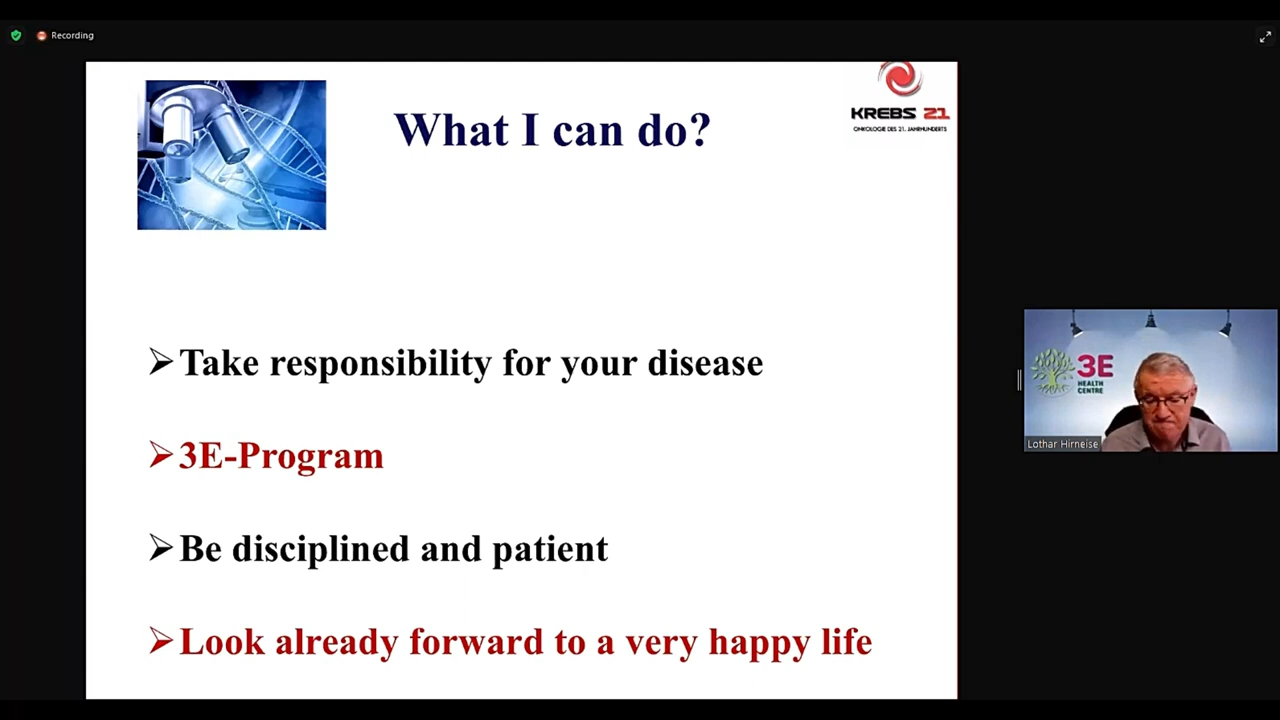 Recording
What I can do?
KREBS 21
ONKOLOGIE DES 21. JAHRHUNDERTS
Take responsibility for your disease
3E-Program
Be disciplined and patient
Look already forward to a very happy life
3E
HEALTH
CENTRE
Lothar Hirneise